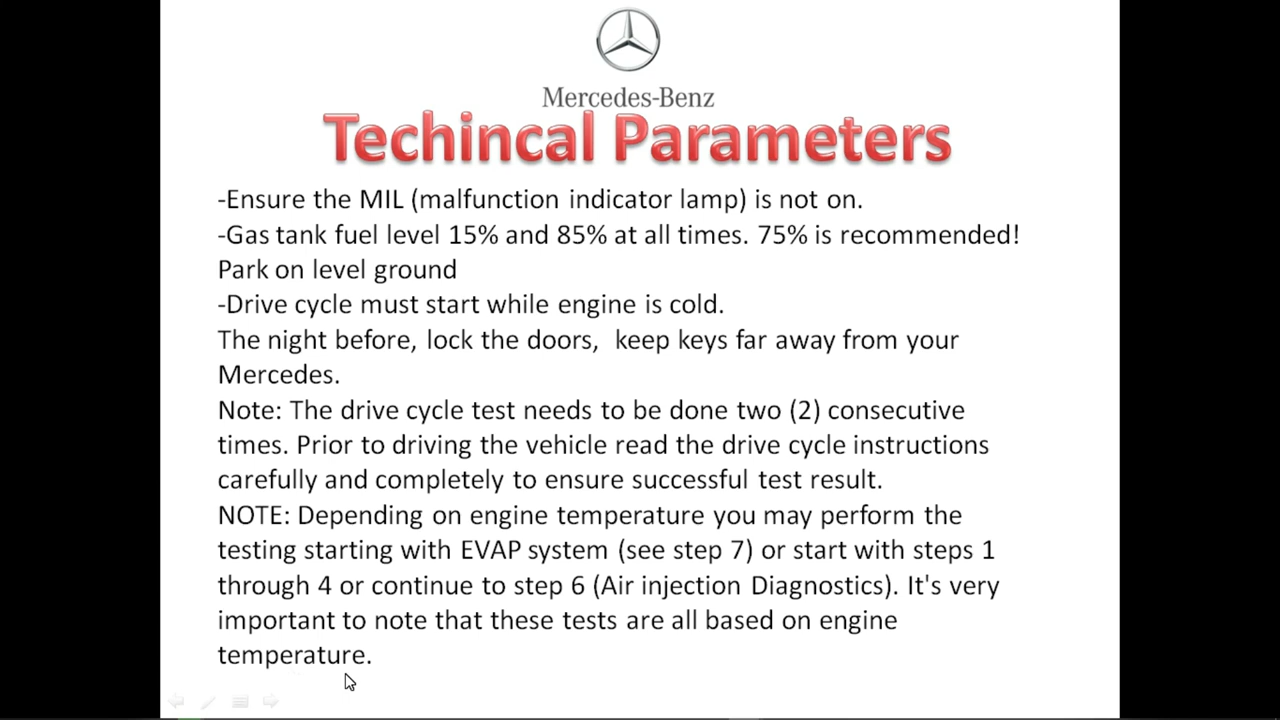 Mercedes-Benz
Techincal Parameters
-Ensure the MIL (malfunction indicator lamp) is not on.
-Gas tank fuel level 15% and 85% at all times. 75% is recommended!
Park on level ground
-Drive cycle must start while engine is cold.
The night before, lock the doors,  keep keys far away from your
Mercedes.
Note: The drive cycle test needs to be done two (2) consecutive
times. Prior to driving the vehicle read the drive cycle instructions
carefully and completely to ensure successful test result.
NOTE: Depending on engine temperature you may perform the
testing starting with EVAP system (see step 7) or start with steps 1
through 4 or continue to step 6 (Air injection Diagnostics). It's very
important to note that these tests are all based on engine
temperature.